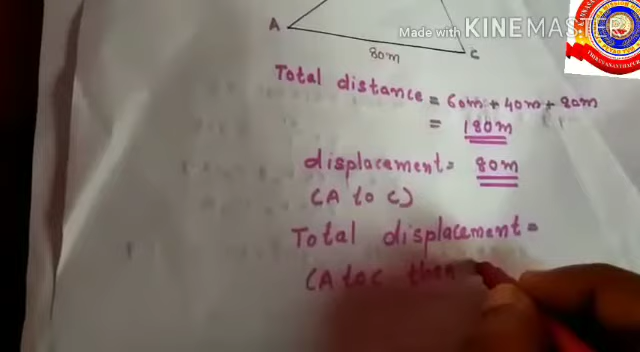 Made with KINEMASTER
A
C
80m
Total distance = 60m + 40m + 80m
= 180m
displacement = 80m
(A to C)
Total displacement =
(A to C then